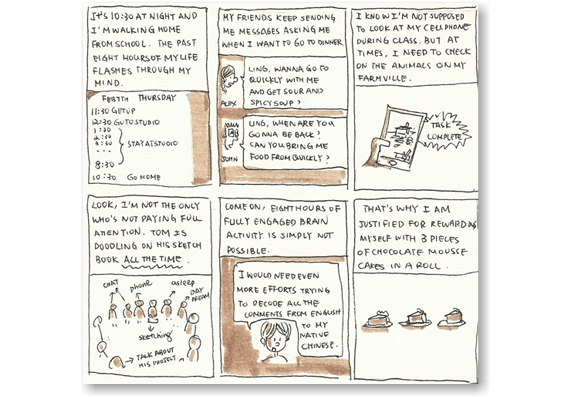 IT'S 10:30 AT NIGHT AND
I'M WALKING HOME
FROM SCHOOL. THE PAST
EIGHT HOURS OF MY LIFE
FLASHES THROUGH MY
MIND.
FEB 11TH THURSDAY
11:30 GET UP
12:30 GO TO STUDIO
1:30
2:30
3:30
...
STAY AT STUDIO
8:30
10:30 GO HOME
MY FRIENDS KEEP SENDING
ME MESSAGES ASKING ME
WHEN I WANT TO GO TO DINNER
LING, WANNA GO TO
QUICKLY WITH ME
AND GET SOUR AND
SPICY SOUP?
ALEX
LING, WHEN ARE YOU
GONNA BE BACK?
CAN YOU BRING ME
FOOD FROM QUICKLY?
JOHN
I KNOW I'M NOT SUPPOSED
TO LOOK AT MY CELLPHONE
DURING CLASS. BUT AT
TIMES, I NEED TO CHECK
ON THE ANIMALS ON MY
FARMVILLE.
TASK
COMPLETE
LOOK, I'M NOT THE ONLY
WHO'S NOT PAYING FULL
ATENTION. TOM IS
DOODLING ON HIS SKETCH
BOOK ALL THE TIME.
CHAT
phone
asleep
DAY
DREAM
sketching
TALK ABOUT
HIS PROJECT
COME ON, EIGHT HOURS OF
FULLY ENGAGED BRAIN
ACTIVITY IS SIMPLY NOT
POSSIBLE.
I WOULD NEED EVEN
MORE EFFORTS TRYING
TO DECODE ALL THE
COMMENTS FROM ENGLISH
TO MY
NATIVE
CHINESE.
THAT'S WHY I AM
JUSTIFIED FOR REWARDING
MYSELF WITH 3 PIECES
OF CHOCOLATE MOUSSE
CAKES IN A ROLL.